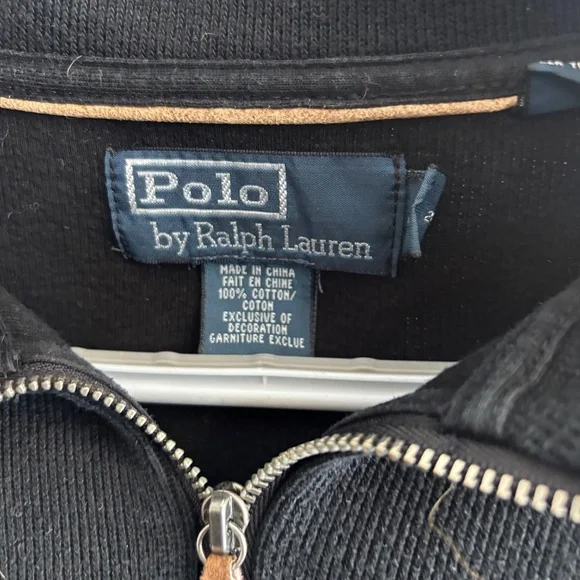 Polo
by Ralph Lauren
MADE IN CHINA
FAIT EN CHINE
100% COTTON/
COTON
EXCLUSIVE OF
DECORATION
GARNITURE EXCLUE